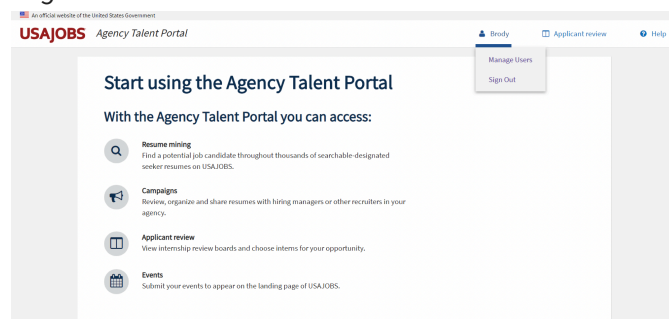 An official website of the United States Government
USAJOBS Agency Talent Portal
Brody
Applicant review
Help
Manage Users
Sign Out
Start using the Agency Talent Portal
With the Agency Talent Portal you can access:
Resume mining
Find a potential job candidate throughout thousands of searchable-designated
seeker resumes on USAJOBS.
Campaigns
Review, organize and share resumes with hiring managers or other recruiters in your
agency.
Applicant review
View internship review boards and choose interns for your opportunity.
Events
Submit your events to appear on the landing page of USAJOBS.